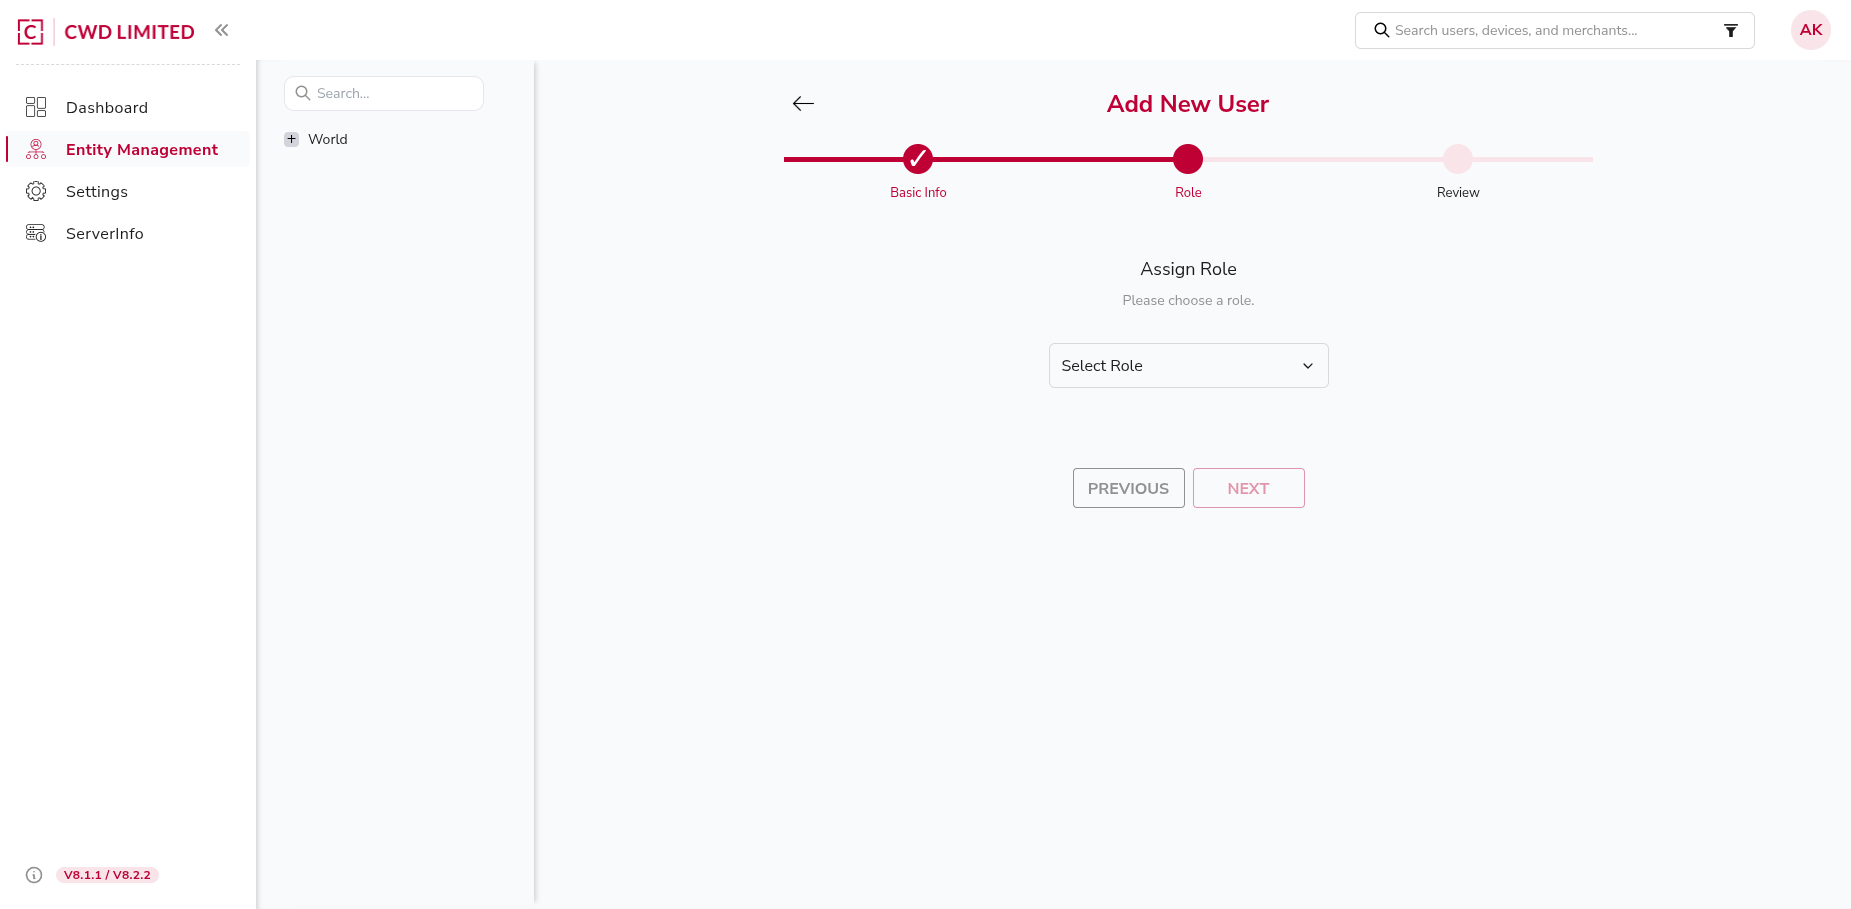 C
CWD LIMITED
Search users, devices, and merchants...
AK
Dashboard
Entity Management
Settings
ServerInfo
V8.1.1 / V8.2.2
Search...
World
Add New User
Basic Info
Role
Review
Assign Role
Please choose a role.
Select Role
PREVIOUS
NEXT